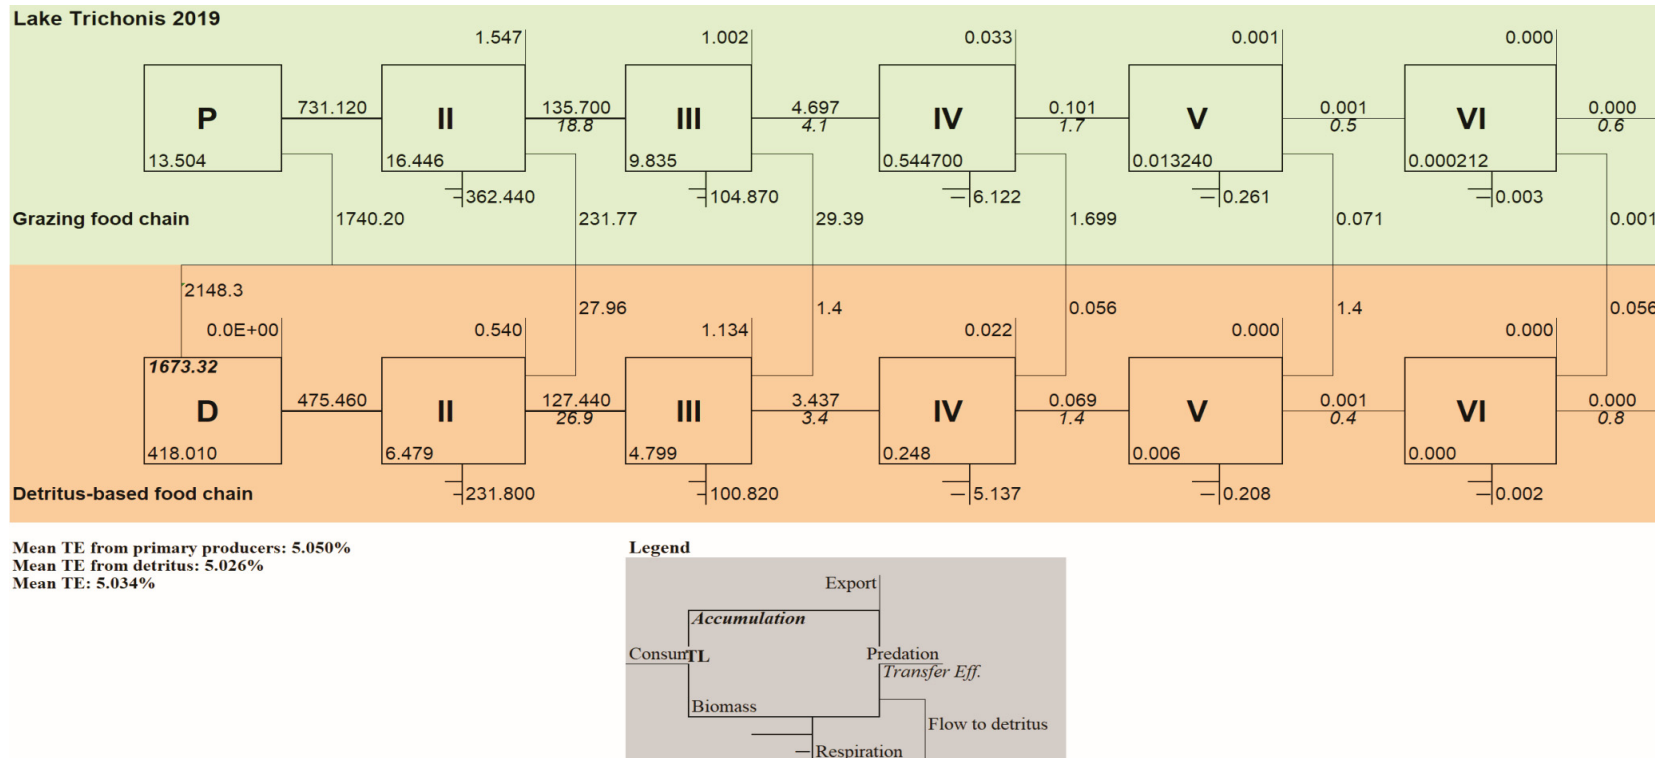 Lake Trichonis 2019
1.547 1.002 0.033 0.001 0.000
731.120 135.700 4.697 0.101 0.001 0.000
P II III IV V VI
18.8 4.1 1.7 0.5 0.6
13.504 16.446 9.835 0.544700 0.013240 0.000212
362.440 104.870 6.122 0.261 0.003
Grazing food chain 1740.20 231.77 29.39 1.699 0.071 0.001
2148.3 27.96 1.4 0.056 1.4 0.056
0.0E+00 0.540 1.134 0.022 0.000 0.000
1673.32
475.460 127.440 3.437 0.069 0.001 0.000
D II III IV V VI
26.9 3.4 1.4 0.4 0.8
418.010 6.479 4.799 0.248 0.006 0.000
Detritus-based food chain 231.800 100.820 5.137 0.208 0.002
Mean TE from primary producers: 5.050%
Mean TE from detritus: 5.026%
Mean TE: 5.034%
Legend
Export
Accumulation
Consum TL Predation
Transfer Eff.
Biomass
Flow to detritus
Respiration